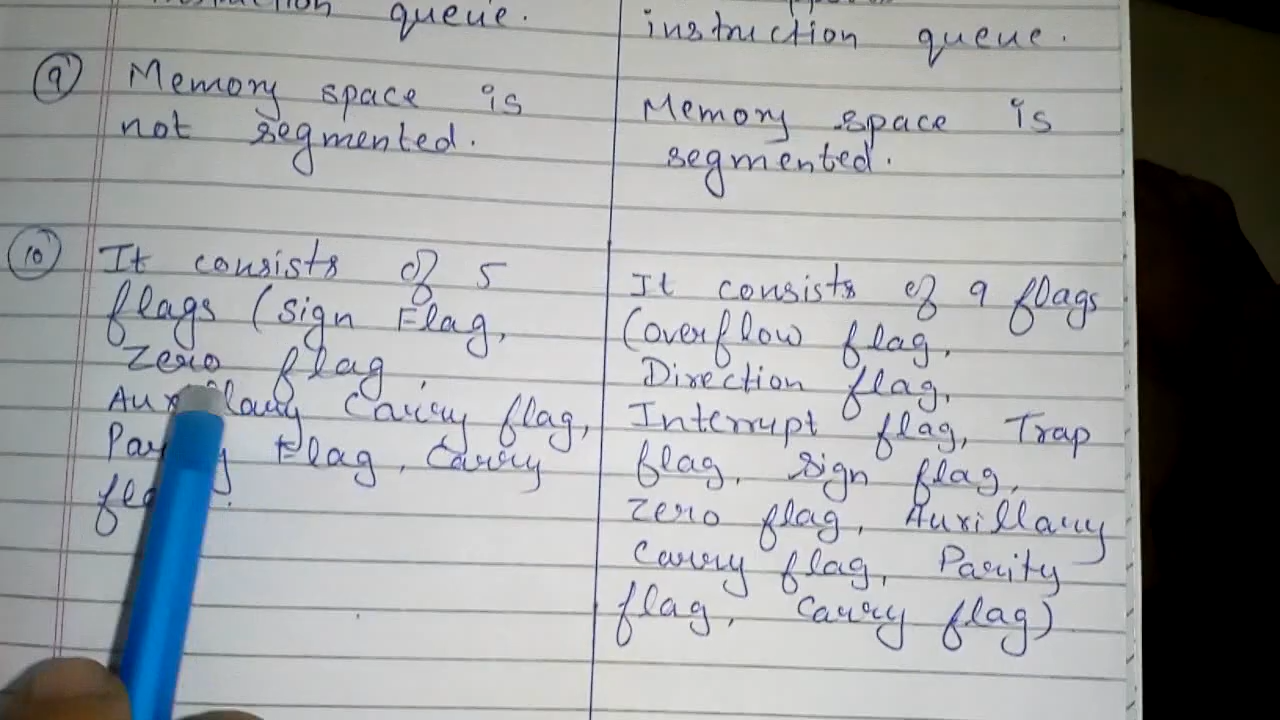 queue.
instruction queue.
9 Memory space is
not segmented.
Memory space is
segmented.
10 It consists of 5
flags (sign Flag,
zero flag,
Carry flag,
Flag, Carry
It consists of 9 flags
(overflow flag,
Direction flag,
Interrupt flag, Trap
flag, sign flag,
zero flag, Auxillary
carry flag, Parity
flag, carry flag)